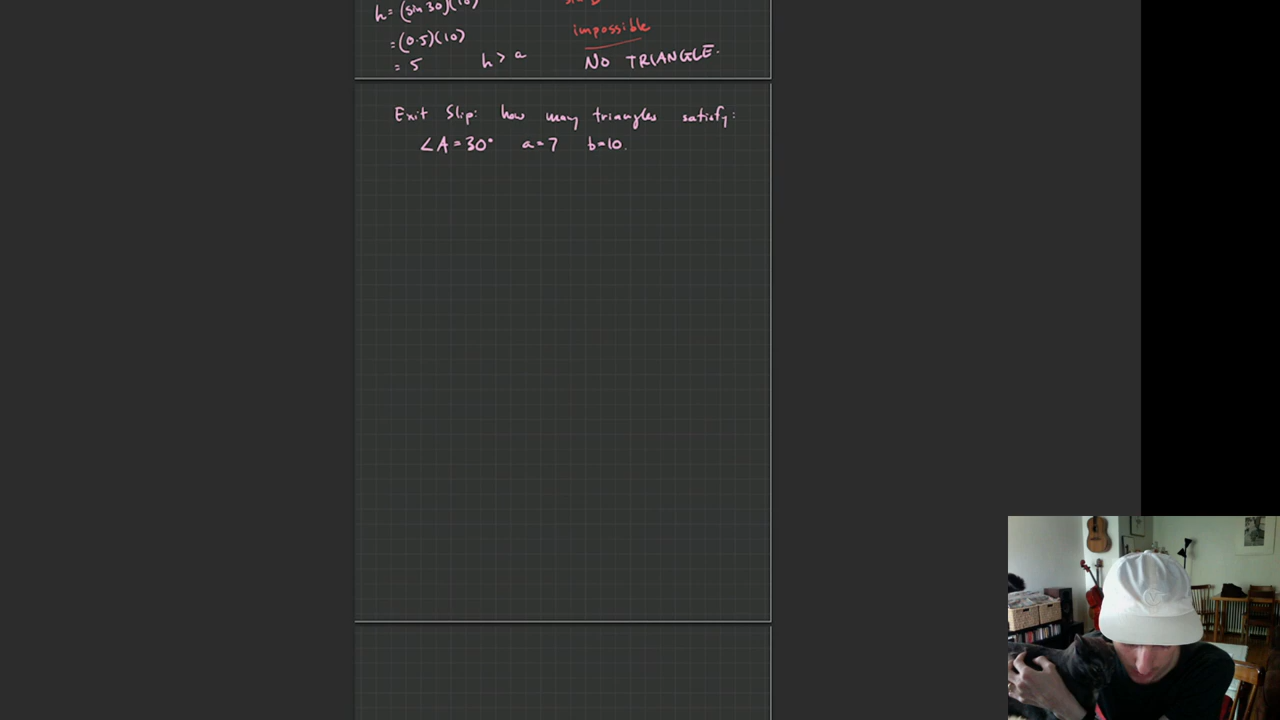 h = (sin 30)(10)
= (0.5)(10)
= 5
h > a
impossible
NO TRIANGLE.
Exit Slip: how many triangles satisfy:
∠A = 30° a = 7 b = 10.